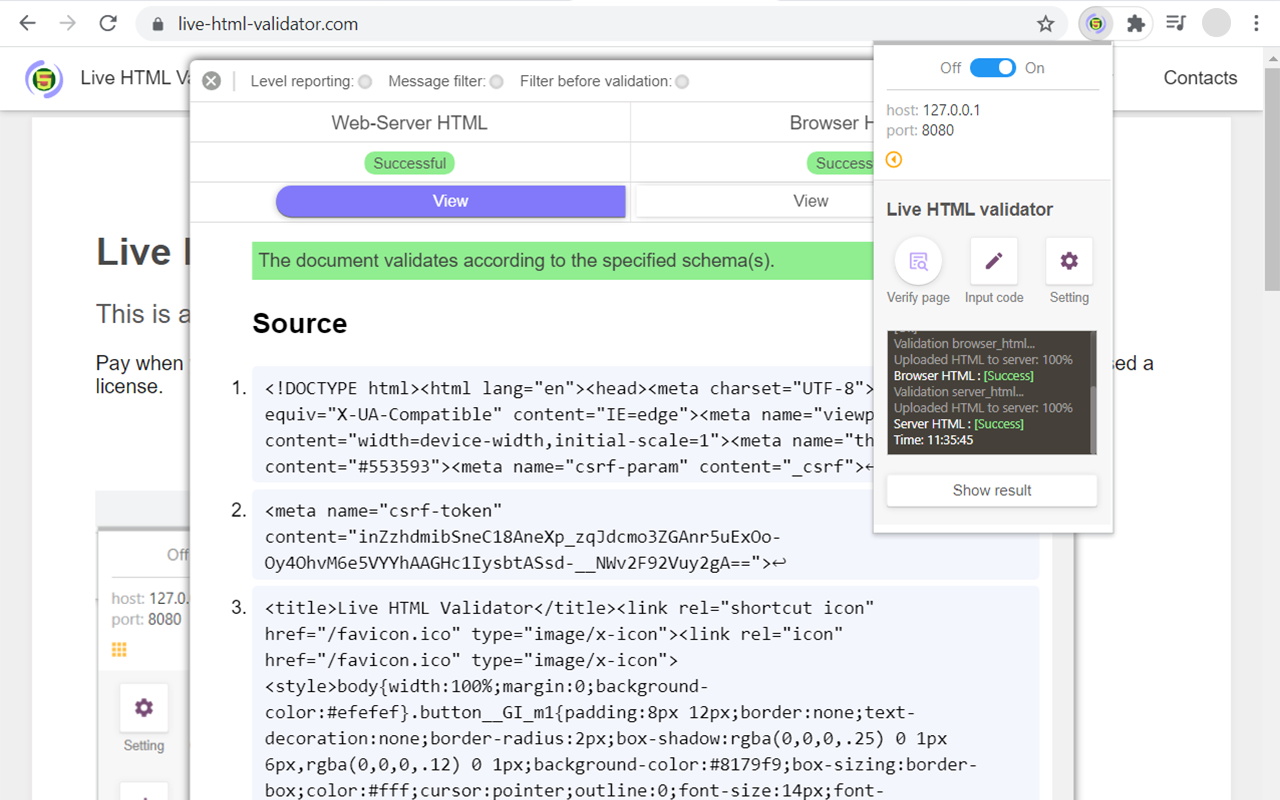 live-html-validator.com
Live HTML
Contacts
Level reporting: Message filter: Filter before validation:
Web-Server HTML
Browser
Successful
View
View
The document validates according to the specified schema(s).
Source
1. <!DOCTYPE html><html lang="en"><head><meta charset="UTF-8">
equiv="X-UA-Compatible" content="IE=edge"><meta name="viewp
content="width=device-width,initial-scale=1"><meta name="th
content="#553593"><meta name="csrf-param" content="_csrf">↩
2. <meta name="csrf-token"
content="inZzhdmibSneC18AneXp_zqJdcmo3ZGAnr5uExOo-
Oy4OhvM6e5VYYhAAGHc1IysbtASsd-__NWv2F92Vuy2gA==">↩
3. <title>Live HTML Validator</title><link rel="shortcut icon"
href="/favicon.ico" type="image/x-icon"><link rel="icon"
href="/favicon.ico" type="image/x-icon">
<style>body{width:100%;margin:0;background-
color:#efefef}.button__GI_m1{padding:8px 12px;border:none;text-
decoration:none;border-radius:2px;box-shadow:rgba(0,0,0,.25) 0 1px
6px,rgba(0,0,0,.12) 0 1px;background-color:#8179f9;box-sizing:border-
box;color:#fff;cursor:pointer;outline:0;font-size:14px;font-
Off On
host: 127.0.0.1
port: 8080
Live HTML validator
Verify page Input code Setting
Validation browser_html...
Uploaded HTML to server: 100%
Browser HTML : [Success]
Validation server_html...
Uploaded HTML to server: 100%
Server HTML : [Success]
Time: 11:35:45
Show result
Live
This is a
Pay when
license.
Off
host: 127.0.
port: 8080
Setting